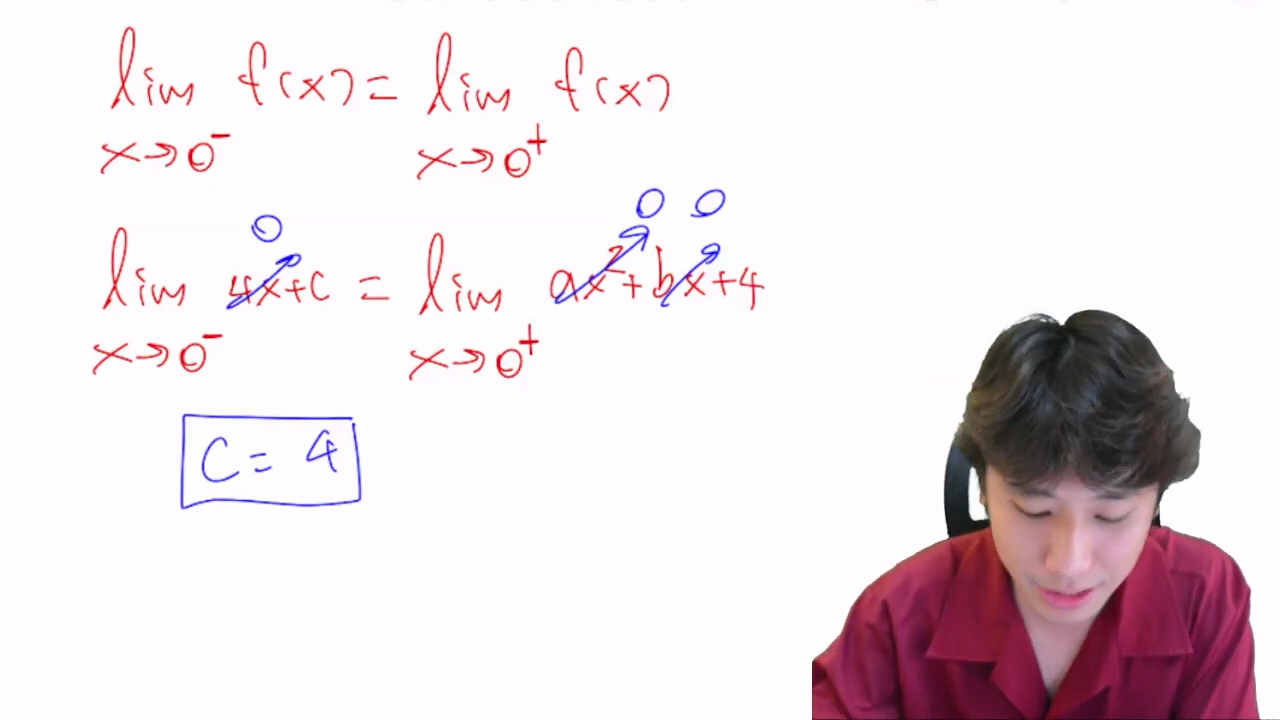 lim f(x) = lim f(x)
x→0⁻ x→0⁺
0 0 0
lim 4x+c = lim ax²+bx+4
x→0⁻ x→0⁺
C = 4